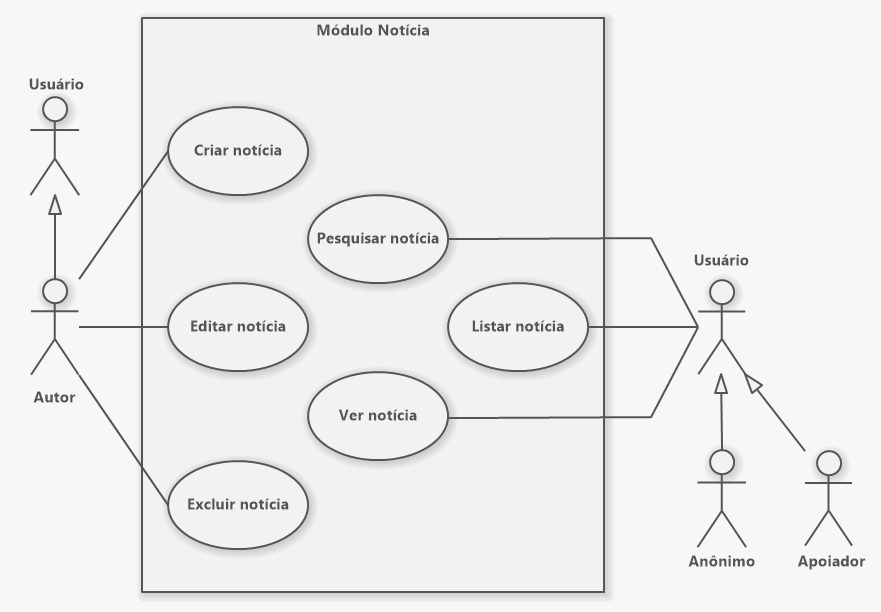 Módulo Notícia
Usuário
Criar notícia
Pesquisar notícia
Usuário
Editar notícia
Listar notícia
Autor
Ver notícia
Excluir notícia
Anônimo
Apoiador